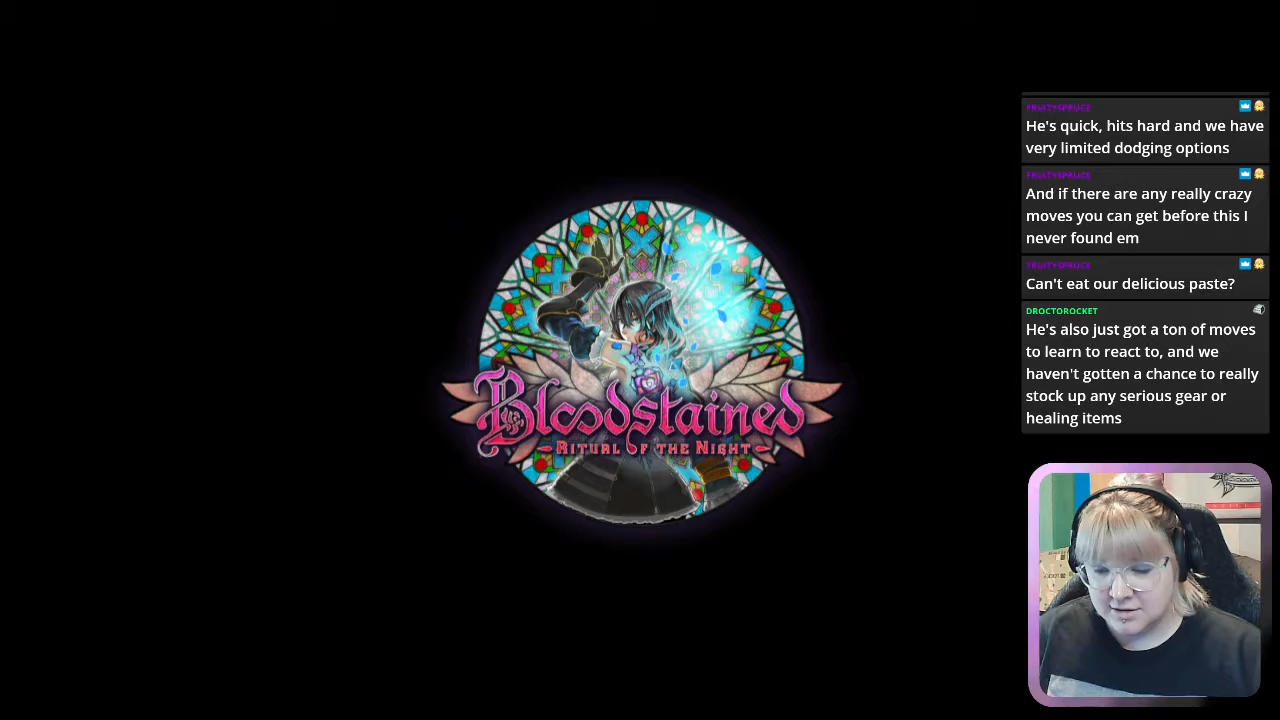 FRUITYSPRUCE
He's quick, hits hard and we have
very limited dodging options
FRUITYSPRUCE
And if there are any really crazy
moves you can get before this I
never found em
FRUITYSPRUCE
Can't eat our delicious paste?
DROCTOROCKET
He's also just got a ton of moves
to learn to react to, and we
haven't gotten a chance to really
stock up any serious gear or
healing items
Bloodstained
RITUAL OF THE NIGHT